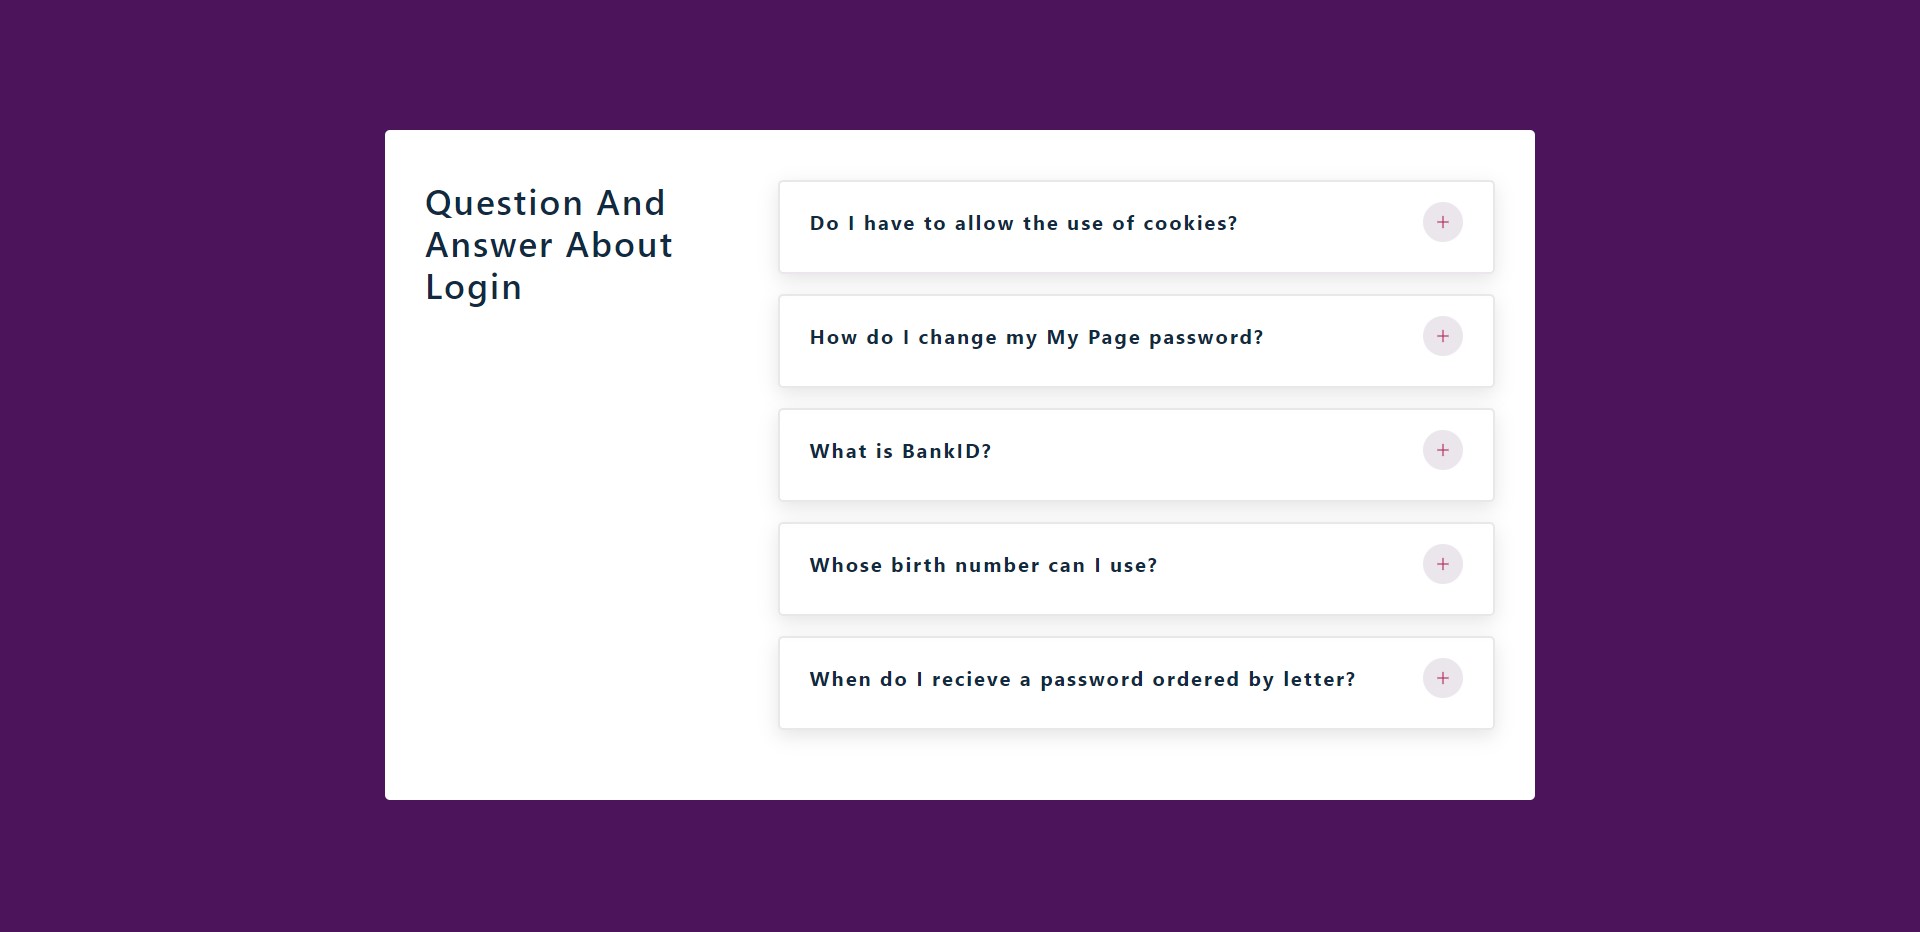 Question And
Answer About
Login
Do I have to allow the use of cookies?
How do I change my My Page password?
What is BankID?
Whose birth number can I use?
When do I recieve a password ordered by letter?